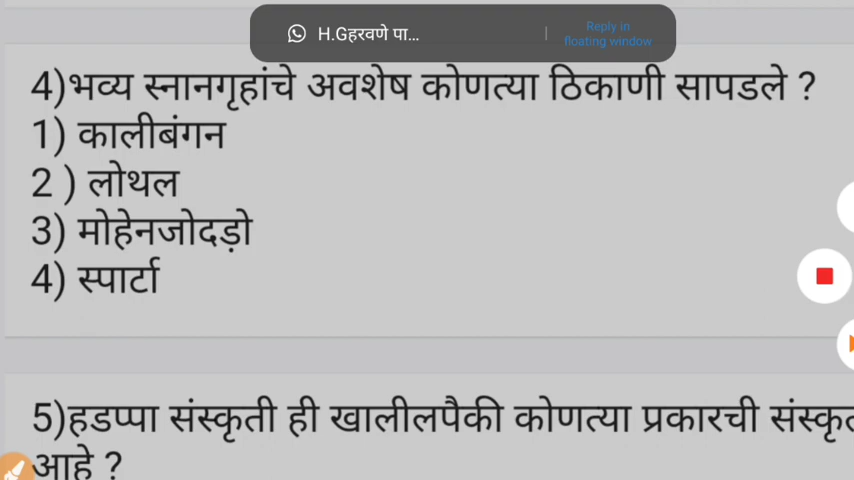 H.Gहरवणे पा...
Reply in
floating window
4)भव्य स्नानगृहांचे अवशेष कोणत्या ठिकाणी सापडले ?
1) कालीबंगन
2 ) लोथल
3) मोहेनजोदड़ो
4) स्पार्टा
5)हडप्पा संस्कृती ही खालीलपैकी कोणत्या प्रकारची
आहे ?